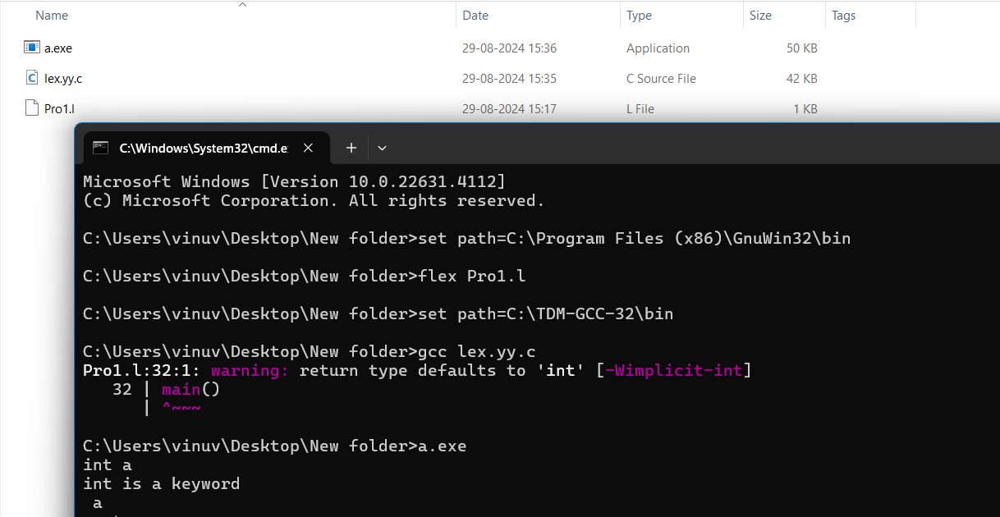 Name Date Type Size Tags
a.exe 29-08-2024 15:36 Application 50 KB
lex.yy.c 29-08-2024 15:35 C Source File 42 KB
Pro1.l 29-08-2024 15:17 L File 1 KB
C:\Windows\System32\cmd.e
Microsoft Windows [Version 10.0.22631.4112]
(c) Microsoft Corporation. All rights reserved.
C:\Users\vinuv\Desktop\New folder>set path=C:\Program Files (x86)\GnuWin32\bin
C:\Users\vinuv\Desktop\New folder>flex Pro1.l
C:\Users\vinuv\Desktop\New folder>set path=C:\TDM-GCC-32\bin
C:\Users\vinuv\Desktop\New folder>gcc lex.yy.c
Pro1.l:32:1: warning: return type defaults to 'int' [-Wimplicit-int]
32 | main()
| ^~~~
C:\Users\vinuv\Desktop\New folder>a.exe
int a
int is a keyword
a